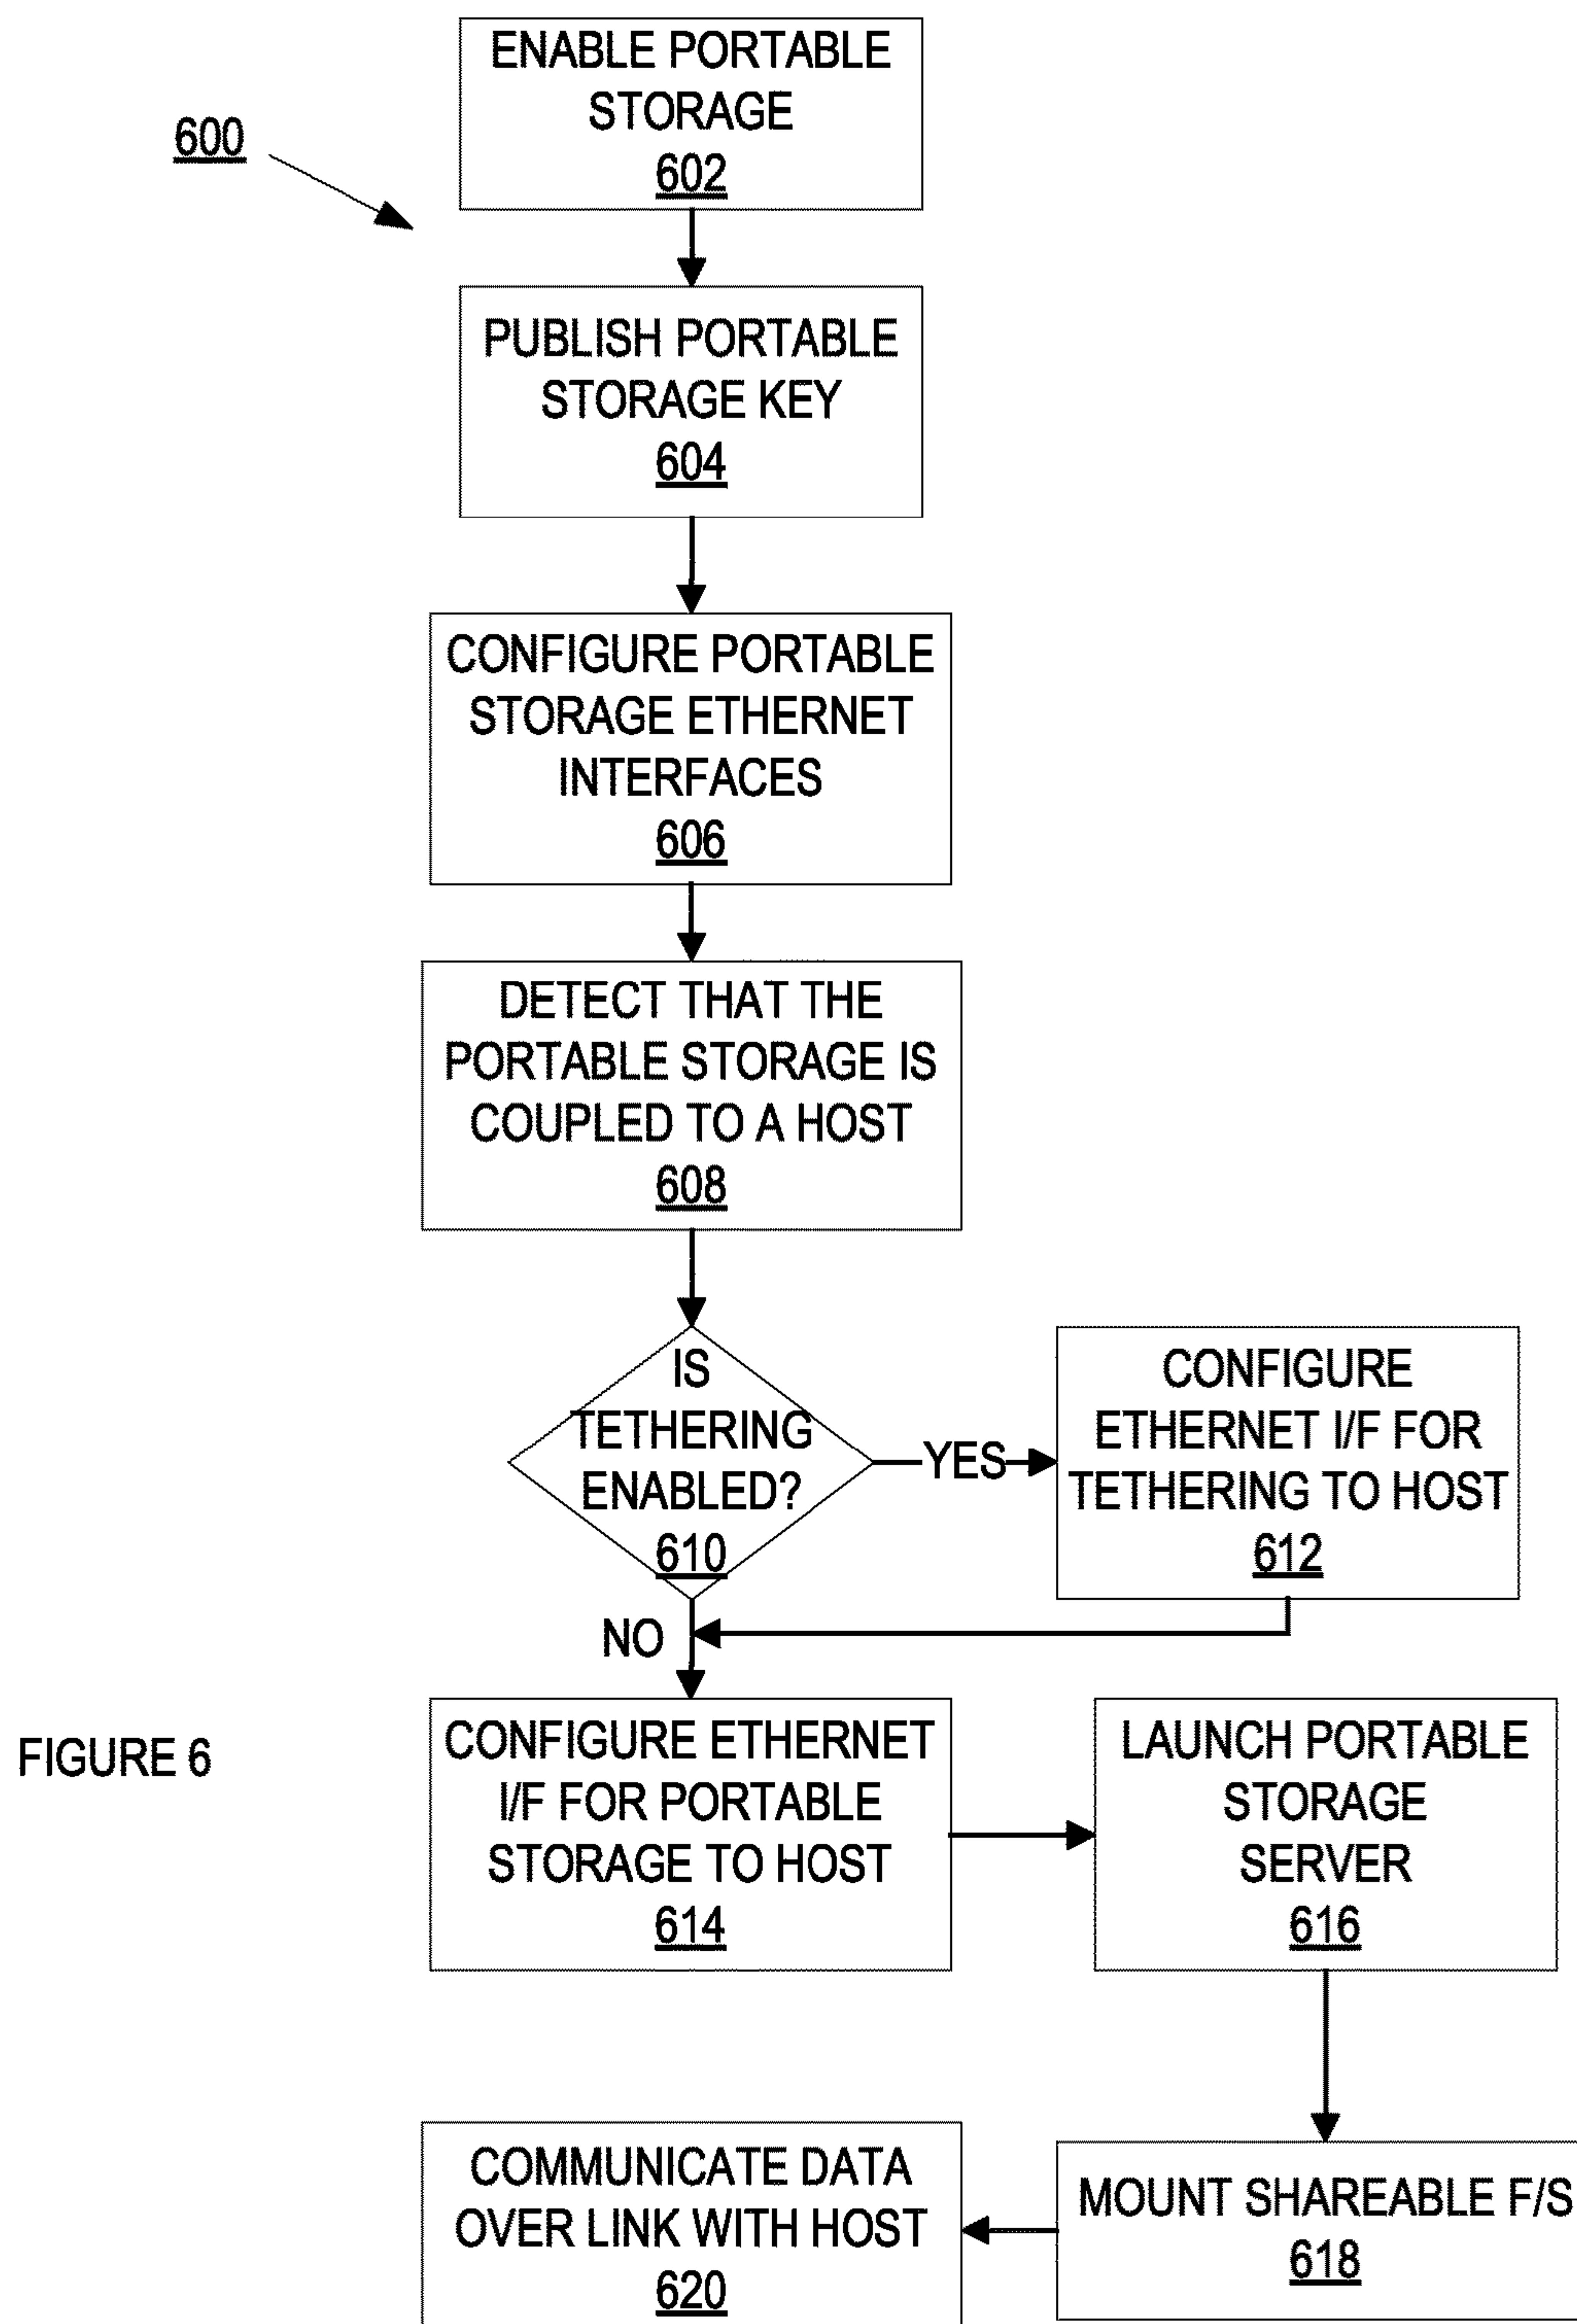 ENABLE PORTABLE
STORAGE
602
600
PUBLISH PORTABLE
STORAGE KEY
604
CONFIGURE PORTABLE
STORAGE ETHERNET
INTERFACES
606
DETECT THAT THE
PORTABLE STORAGE IS
COUPLED TO A HOST
608
IS
TETHERING
ENABLED?
610
YES
CONFIGURE
ETHERNET I/F FOR
TETHERING TO HOST
612
NO
CONFIGURE ETHERNET
I/F FOR PORTABLE
STORAGE TO HOST
614
LAUNCH PORTABLE
STORAGE
SERVER
616
FIGURE 6
MOUNT SHAREABLE F/S
618
COMMUNICATE DATA
OVER LINK WITH HOST
620